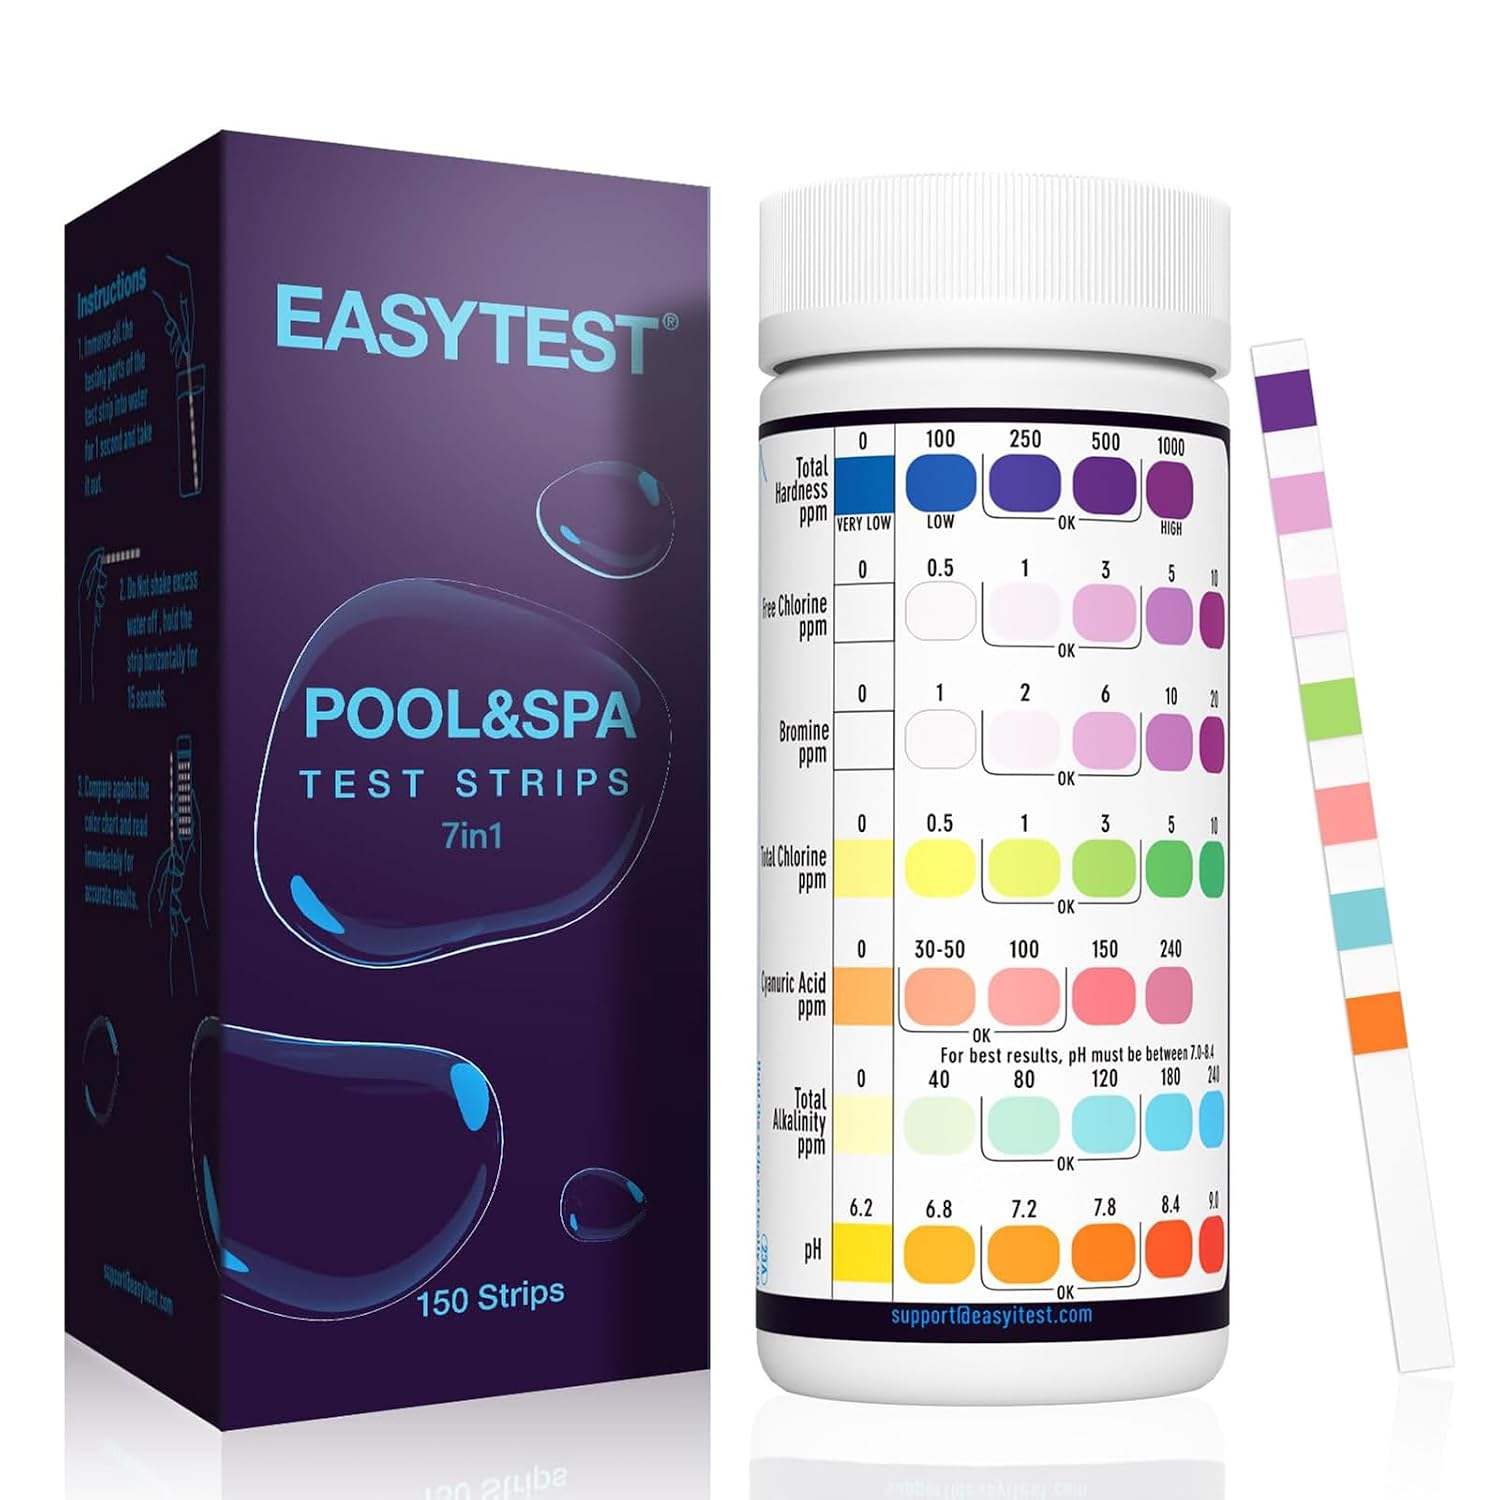 Instructions
1. Immerse all the
testing parts of the
test strip into water
for 1 second and take
it out.
2. Do Not shake excess
water off , hold the
strip horizontally for
15 seconds.
3. Compare against the
color chart and read
immediately for
accurate results.
support@easyitest.com
EASYTEST®
POOL&SPA
TEST STRIPS
7in1
150 Strips
0 100 250 500 1000
Total
Hardness
ppm
VERY LOW LOW OK HIGH
0 0.5 1 3 5 10
Free Chlorine
ppm
OK
0 1 2 6 10 20
Bromine
ppm
OK
0 0.5 1 3 5 10
Total Chlorine
ppm
OK
0 30-50 100 150 240
Cyanuric Acid
ppm
OK
For best results, pH must be between 7.0-8.4
0 40 80 120 180 240
Total
Alkalinity
ppm
OK
6.2 6.8 7.2 7.8 8.4 9.0
pH
OK
support@easyitest.com
150 Strips